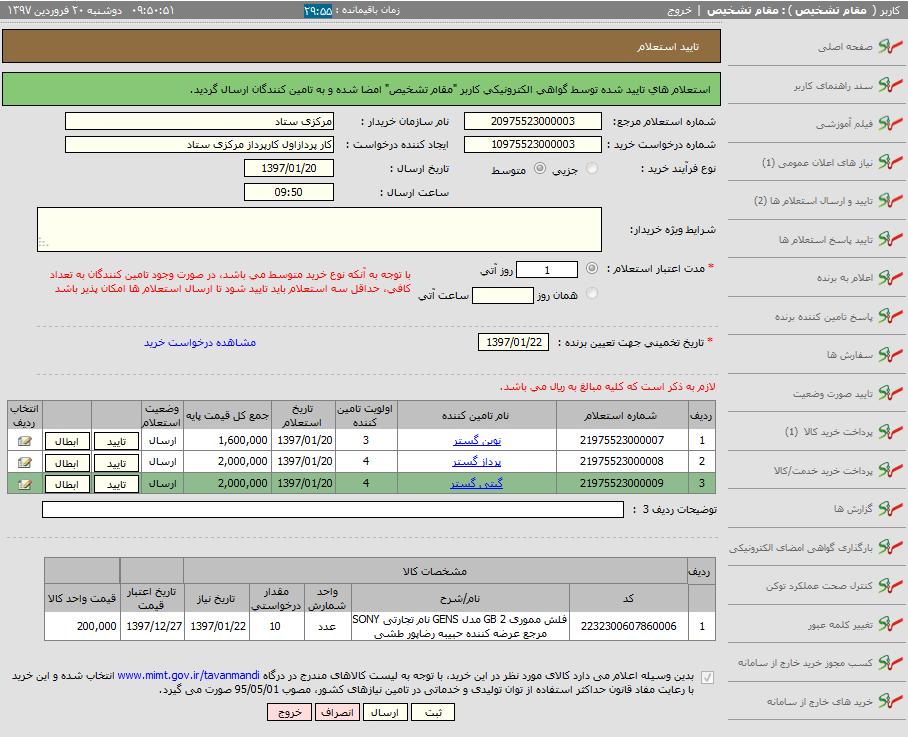 کاربر ( مقام تشخیص ) : مقام تشخیص | خروج
زمان باقیمانده : ۲۹:۵۵
۰۹:۵۰:۵۱ دوشنبه ۲۰ فروردین ۱۳۹۷
صفحه اصلی
سند راهنمای کاربر
فیلم آموزشی
نیاز های اعلان عمومی (1)
تایید و ارسال استعلام ها (2)
تایید پاسخ استعلام ها
اعلام به برنده
پاسخ تامین کننده برنده
سفارش ها
تایید صورت وضعیت
پرداخت خرید کالا (1)
پرداخت خرید خدمت/کالا
گزارش ها
بارگذاری گواهی امضای الکترونیکی
کنترل صحت عملکرد توکن
تغییر کلمه عبور
کسب مجوز خرید خارج از سامانه
خرید های خارج از سامانه
تایید استعلام
استعلام های تایید شده توسط گواهی الکترونیکی کاربر "مقام تشخیص" امضا شده و به تامین کنندگان ارسال گردید.
شماره استعلام مرجع: 20975523000003 نام سازمان خریدار : مرکزی ستاد
شماره درخواست خرید : 10975523000003 ایجاد کننده درخواست : کار پردازاول کارپرداز مرکزی ستاد
نوع فرآیند خرید : جزیی متوسط تاریخ ارسال : 1397/01/20
ساعت ارسال : 09:50
شرایط ویژه خریدار:
* مدت اعتبار استعلام : 1 روز آتی
همان روز ساعت آتی
با توجه به آنکه نوع خرید متوسط می باشد، در صورت وجود تامین کنندگان به تعداد
کافی، حداقل سه استعلام باید تایید شود تا ارسال استعلام ها امکان پذیر باشد
* تاریخ تخمینی جهت تعیین برنده : 1397/01/22 مشاهده درخواست خرید
لازم به ذکر است که کلیه مبالغ به ریال می باشد.
ردیف شماره استعلام نام تامین کننده اولویت تامین کننده تاریخ استعلام جمع کل قیمت پایه وضعیت استعلام انتخاب ردیف
1 21975523000007 نوین گستر 3 1397/01/20 1,600,000 ارسال تایید ابطال
2 21975523000008 پرداز گستر 4 1397/01/20 2,000,000 ارسال تایید ابطال
3 21975523000009 گیتی گستر 4 1397/01/20 2,000,000 ارسال تایید ابطال
توضیحات ردیف 3 :
ردیف مشخصات کالا
کد نام/شرح واحد شمارش مقدار درخواستی تاریخ نیاز تاریخ اعتبار قیمت قیمت واحد کالا
1 2232300607860006 فلش مموری 2 GB مدل GENS نام تجارتی SONY مرجع عرضه کننده حبیبه رضاپور طشی عدد 10 1397/01/22 1397/12/27 200,000
بدین وسیله اعلام می دارد کالای مورد نظر در این خرید، با توجه به لیست کالاهای مندرج در درگاه www.mimt.gov.ir/tavanmandi انتخاب شده و این خرید
با رعایت مفاد قانون حداکثر استفاده از توان تولیدی و خدماتی در تامین نیازهای کشور، مصوب 95/05/01 صورت می گیرد.
ثبت ارسال انصراف خروج